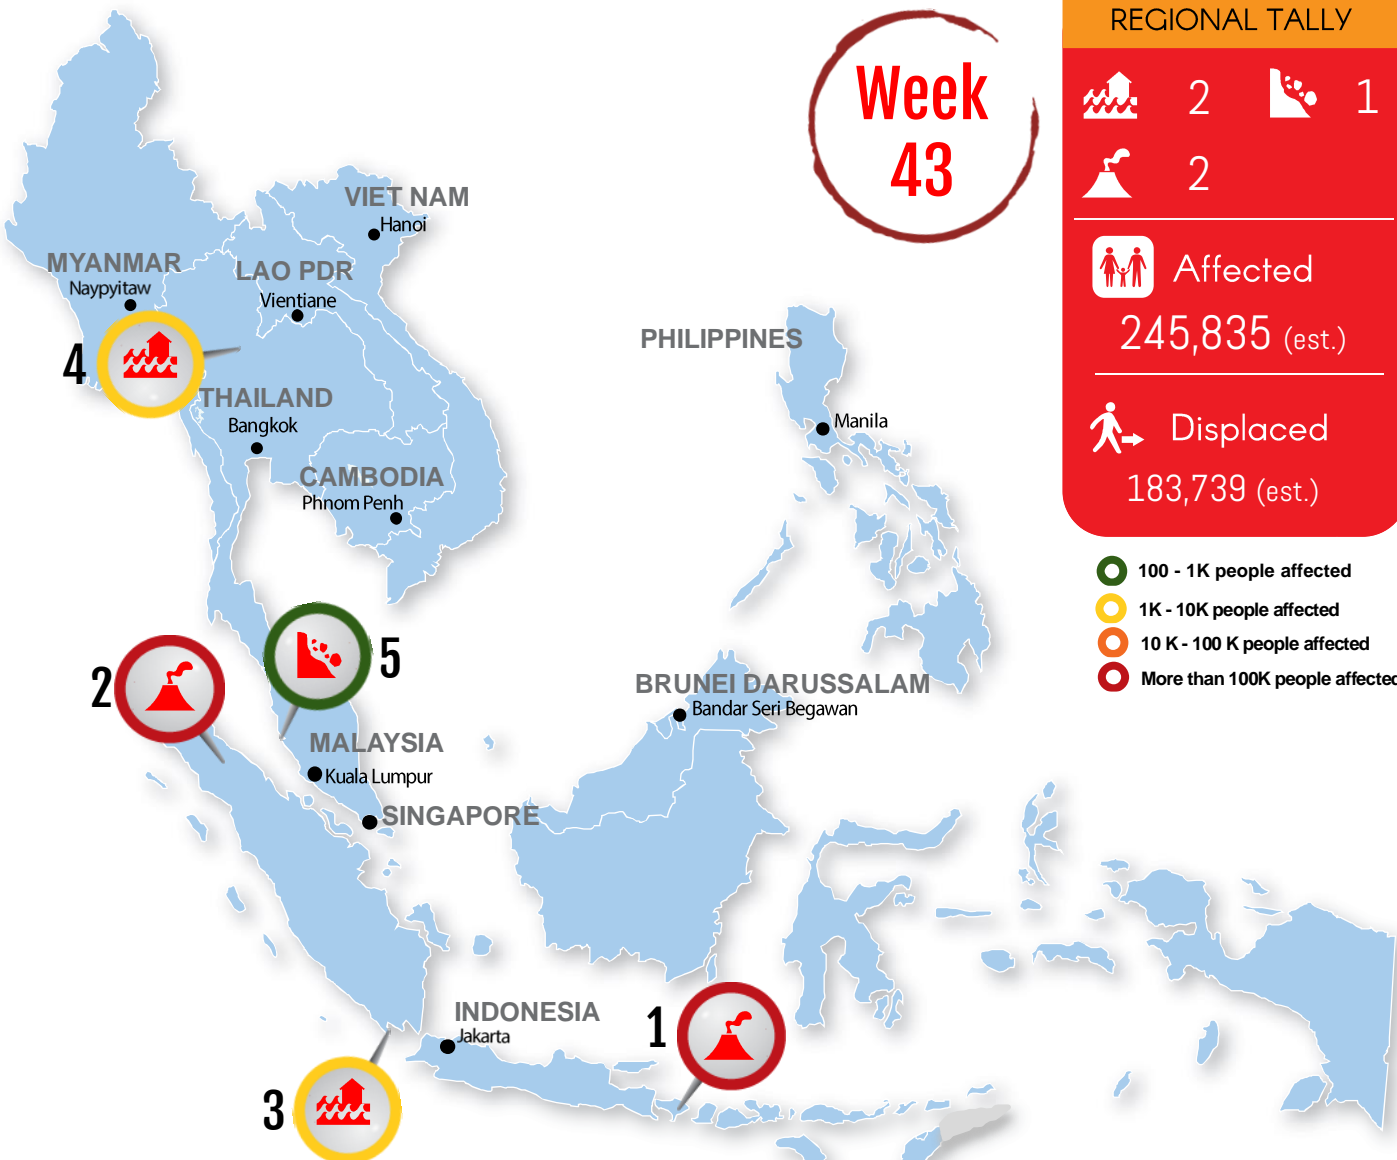 REGIONAL TALLY
Week
43
2
1
2
Affected
245,835 (est.)
Displaced
183,739 (est.)
100 - 1K people affected
1K - 10K people affected
10 K - 100 K people affected
More than 100K people affected
VIET NAM
Hanoi
MYANMAR
Naypyitaw
LAO PDR
Vientiane
PHILIPPINES
Manila
4
THAILAND
Bangkok
CAMBODIA
Phnom Penh
5
2
BRUNEI DARUSSALAM
Bandar Seri Begawan
MALAYSIA
Kuala Lumpur
SINGAPORE
INDONESIA
Jakarta
1
3